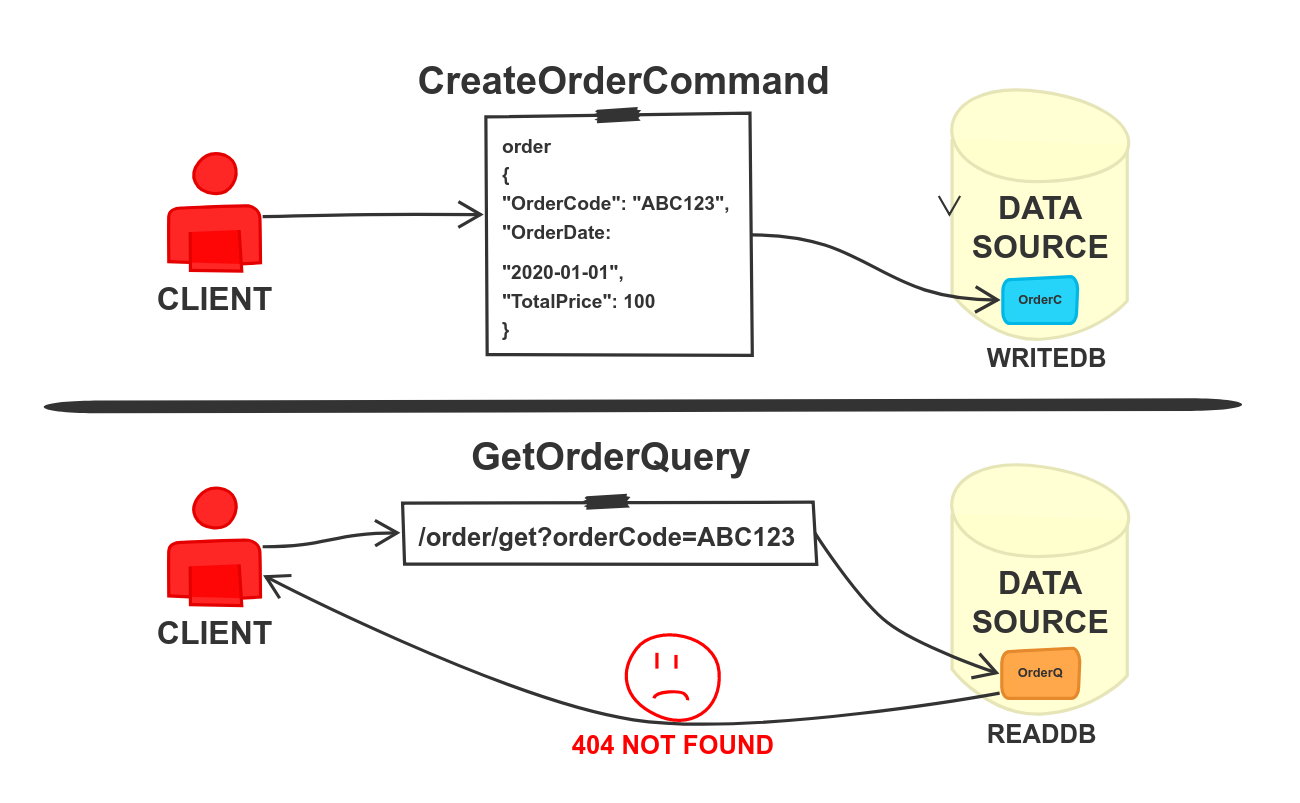 CreateOrderCommand
order
{
"OrderCode": "ABC123",
"OrderDate:
"2020-01-01",
"TotalPrice": 100
}
CLIENT
DATA
SOURCE
OrderC
WRITEDB
GetOrderQuery
/order/get?orderCode=ABC123
CLIENT
DATA
SOURCE
OrderQ
READDB
404 NOT FOUND